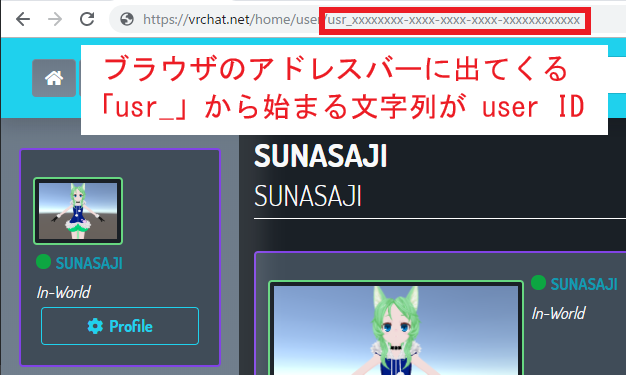 https://vrchat.net/home/user/usr_xxxxxxxx-xxxx-xxxx-xxxx-xxxxxxxxxxxx
ブラウザのアドレスバーに出てくる
「usr_」から始まる文字列が user ID
SUNASAJI
SUNASAJI
SUNASAJI
In-World
Profile
SUNASAJI
In-World